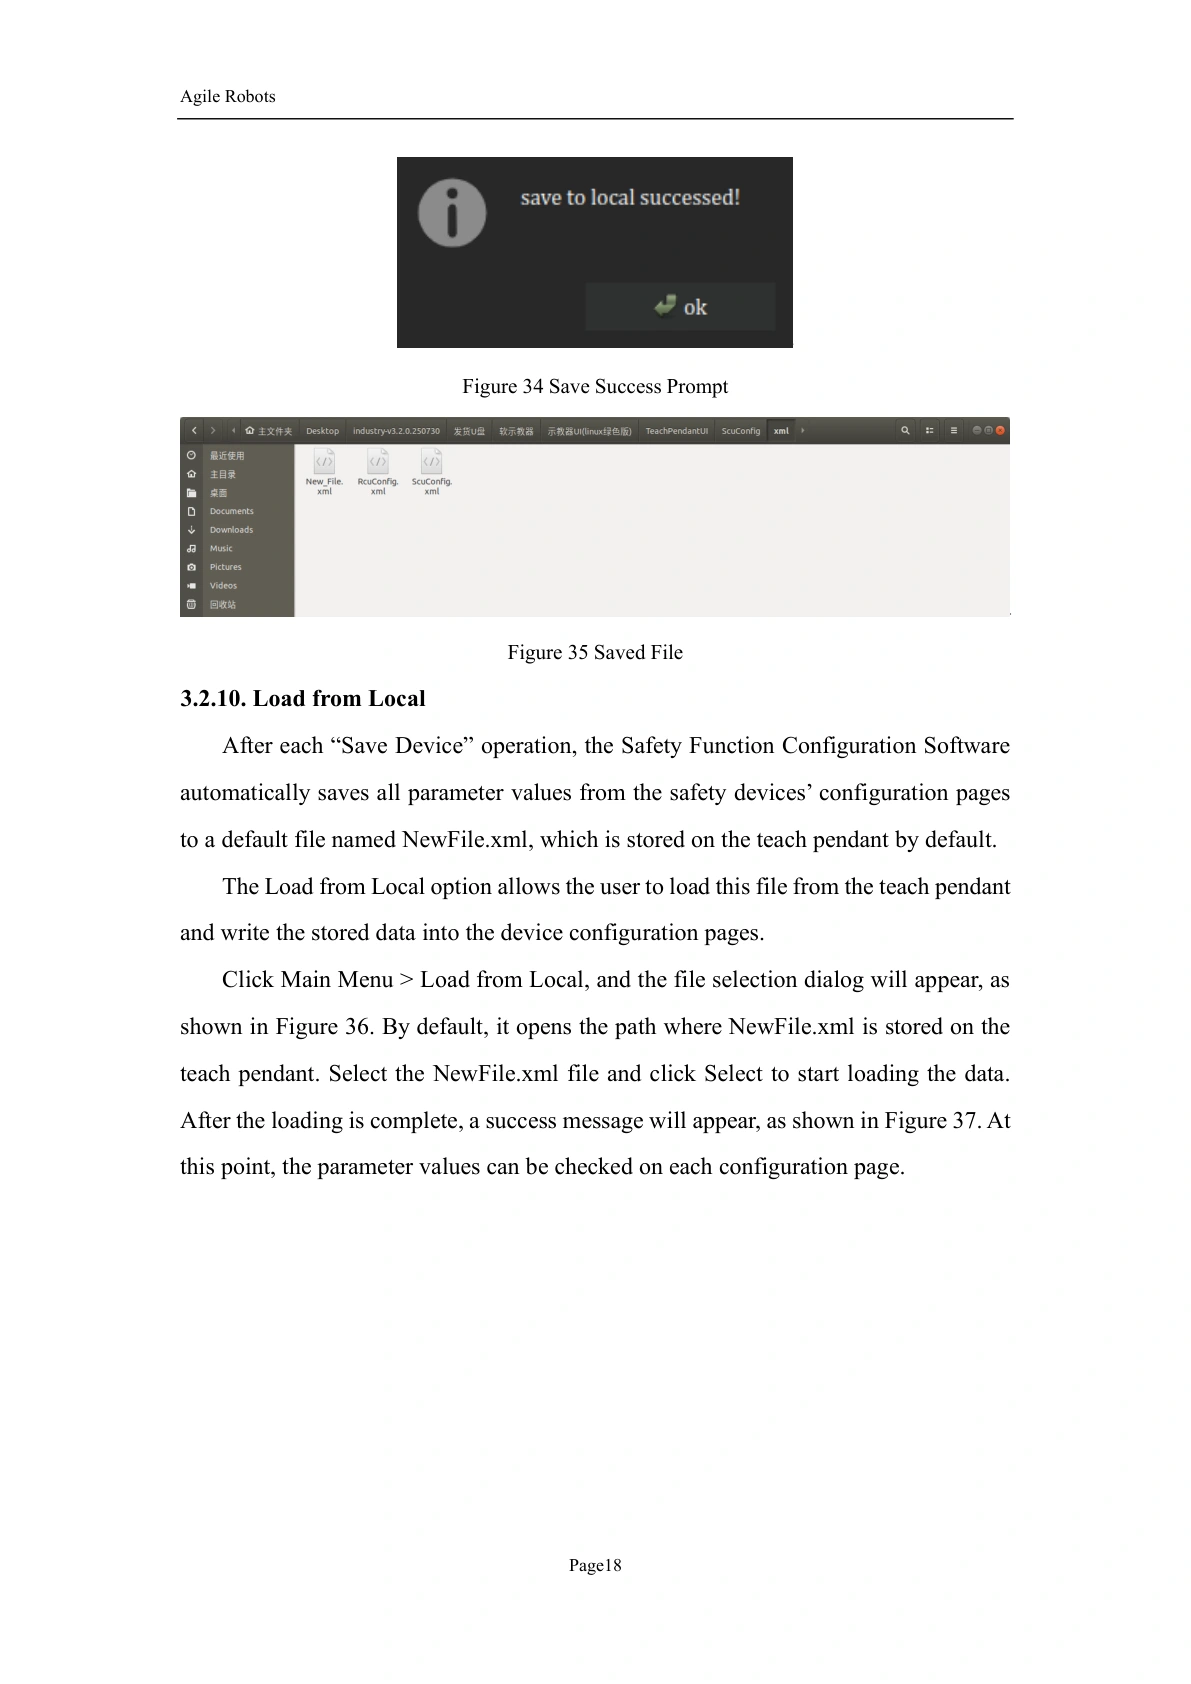 Agile Robots
save to local successed!
ok
Figure 34 Save Success Prompt
主文件夹 Desktop industry-v3.2.0.250730 发货U盘 软示教器 示教器UI(linux绿色版) TeachPendantUI ScuConfig xml
最近使用
主目录
桌面
Documents
Downloads
Music
Pictures
Videos
回收站
New_File. RcuConfig. ScuConfig.
xml xml xml
Figure 35 Saved File
3.2.10. Load from Local
After each “Save Device” operation, the Safety Function Configuration Software
automatically saves all parameter values from the safety devices’ configuration pages
to a default file named NewFile.xml, which is stored on the teach pendant by default.
The Load from Local option allows the user to load this file from the teach pendant
and write the stored data into the device configuration pages.
Click Main Menu > Load from Local, and the file selection dialog will appear, as
shown in Figure 36. By default, it opens the path where NewFile.xml is stored on the
teach pendant. Select the NewFile.xml file and click Select to start loading the data.
After the loading is complete, a success message will appear, as shown in Figure 37. At
this point, the parameter values can be checked on each configuration page.
Page18